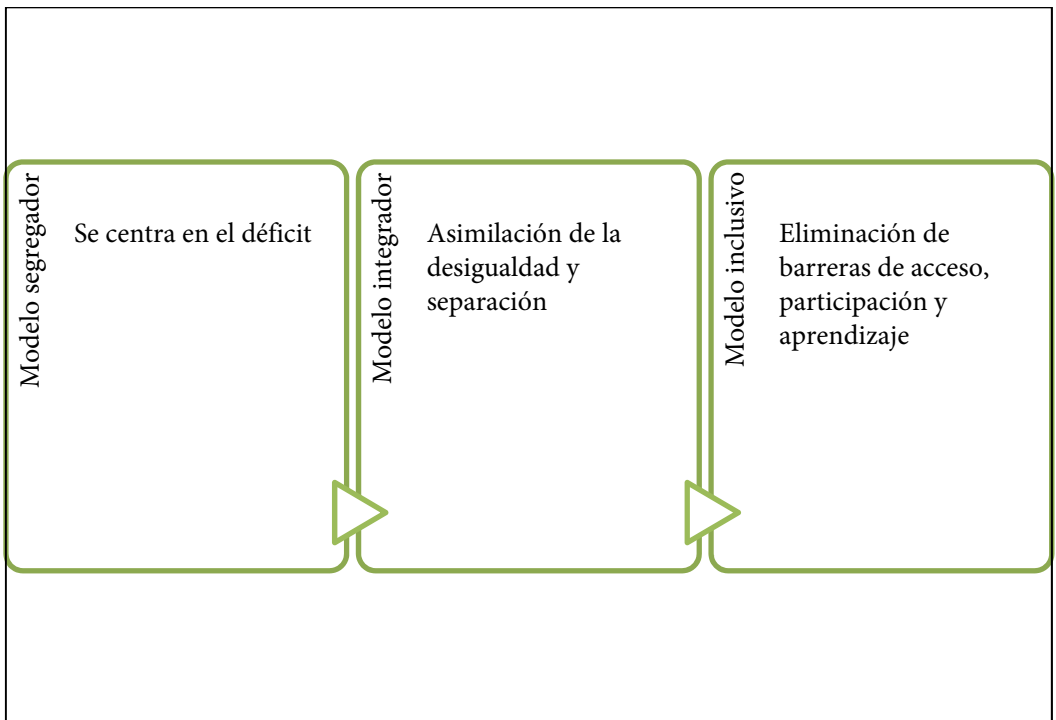 Modelo segregador
Se centra en el déficit
Modelo integrador
Asimilación de la
desigualdad y
separación
Modelo inclusivo
Eliminación de
barreras de acceso,
participación y
aprendizaje